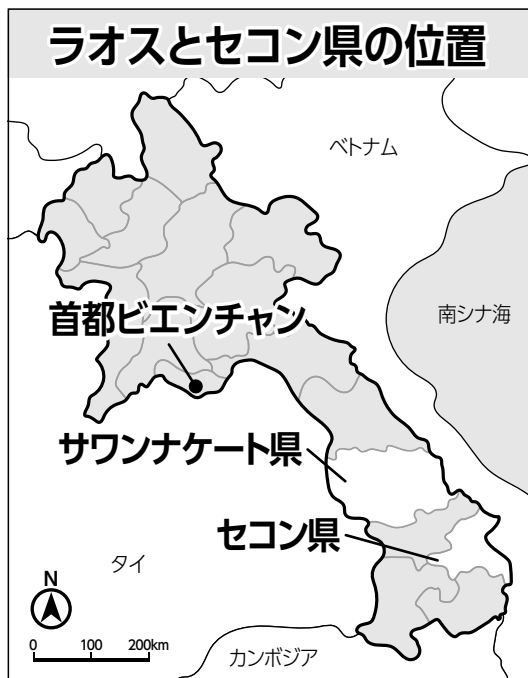 ラオスとセコン県の位置
ベトナム
首都ビエンチャン
南シナ海
サワンナケート県
セコン県
タイ
N
0 100 200km
カンボジア